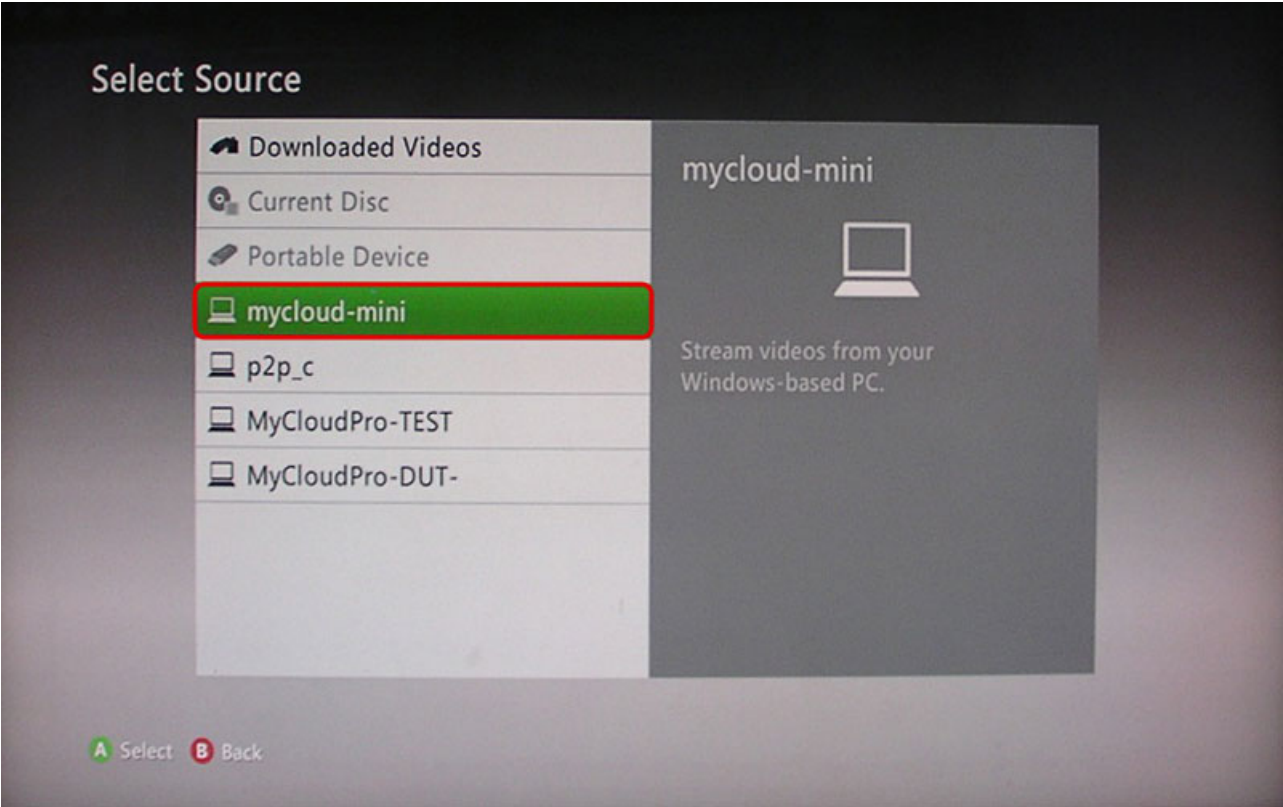 Select Source
Downloaded Videos
Current Disc
Portable Device
mycloud-mini
p2p_c
MyCloudPro-TEST
MyCloudPro-DUT-
mycloud-mini
Stream videos from your
Windows-based PC.
A Select B Back